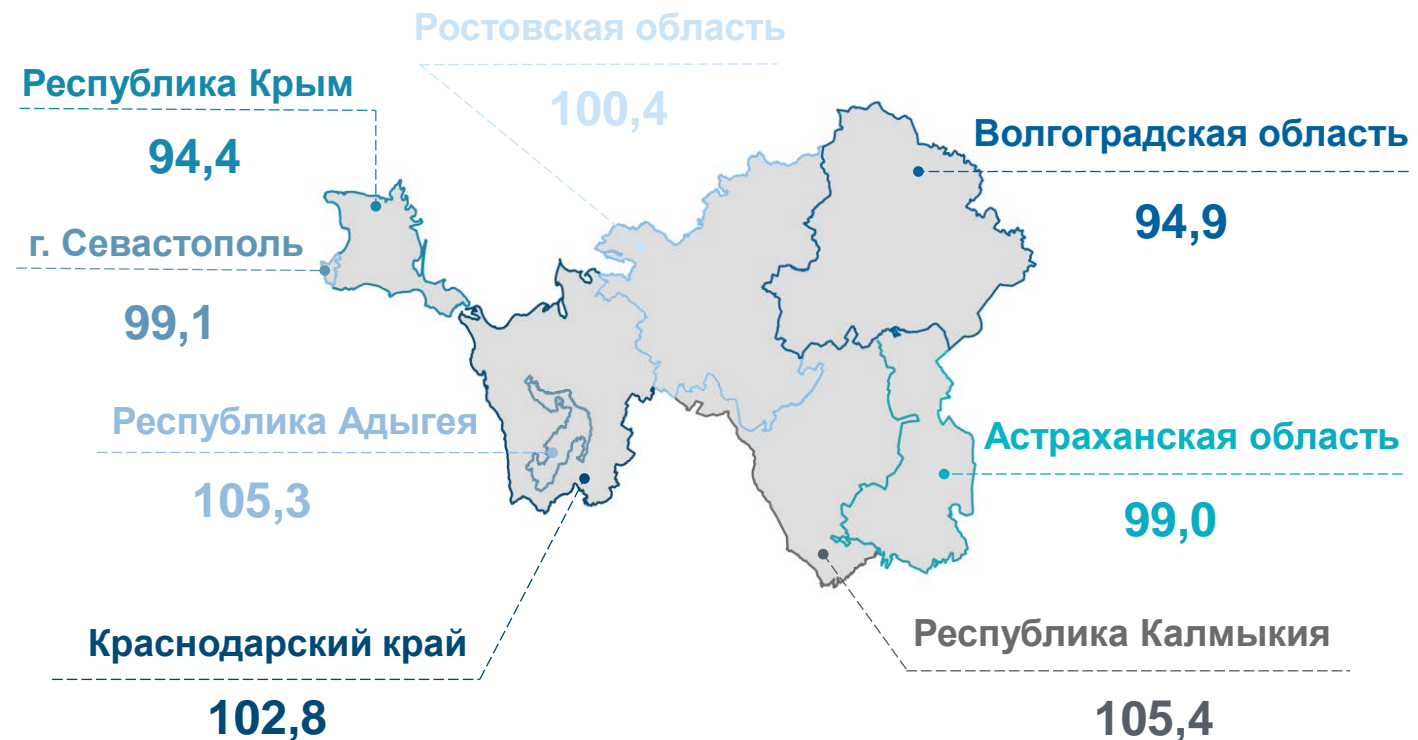 Ростовская область
100,4
Республика Крым
94,4
Волгоградская область
94,9
г. Севастополь
99,1
Республика Адыгея
105,3
Астраханская область
99,0
Краснодарский край
102,8
Республика Калмыкия
105,4